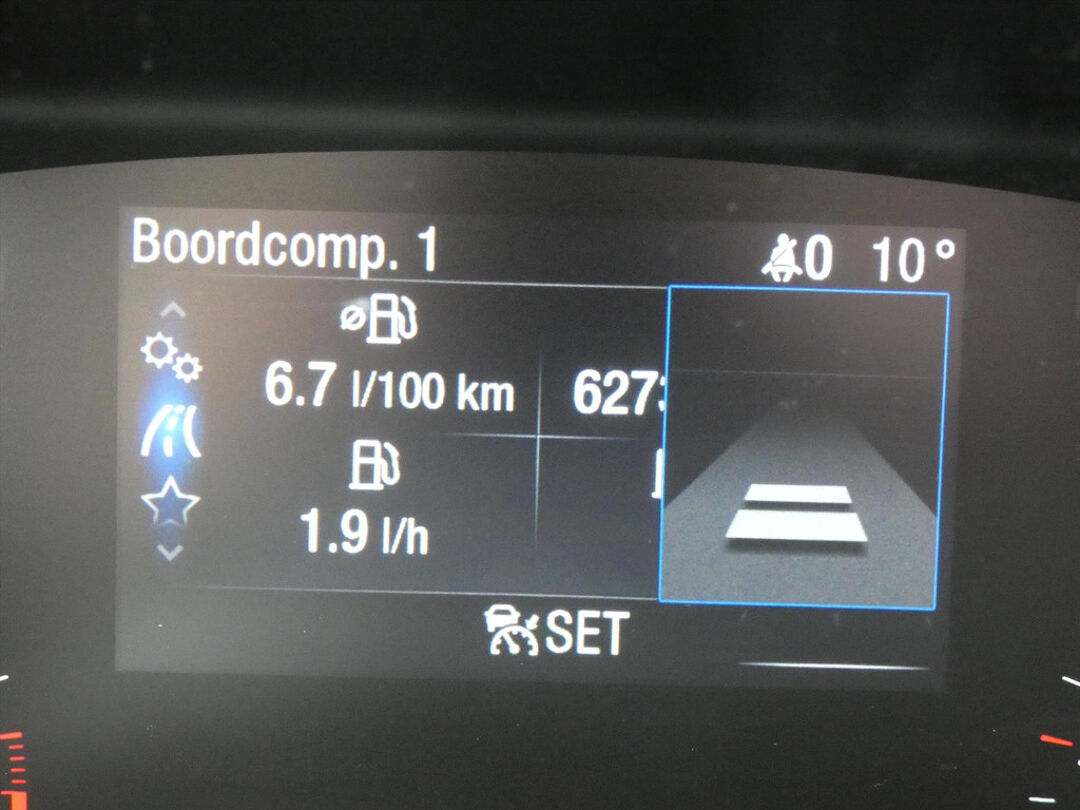 Boordcomp. 1
0 10°
6.7 l/100 km
627
1.9 l/h
SET